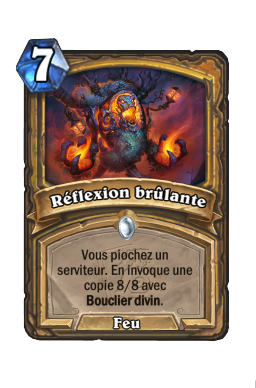 7
Réflexion brûlante
Vous piochez un
serviteur. En invoque une
copie 8/8 avec
Bouclier divin.
Feu